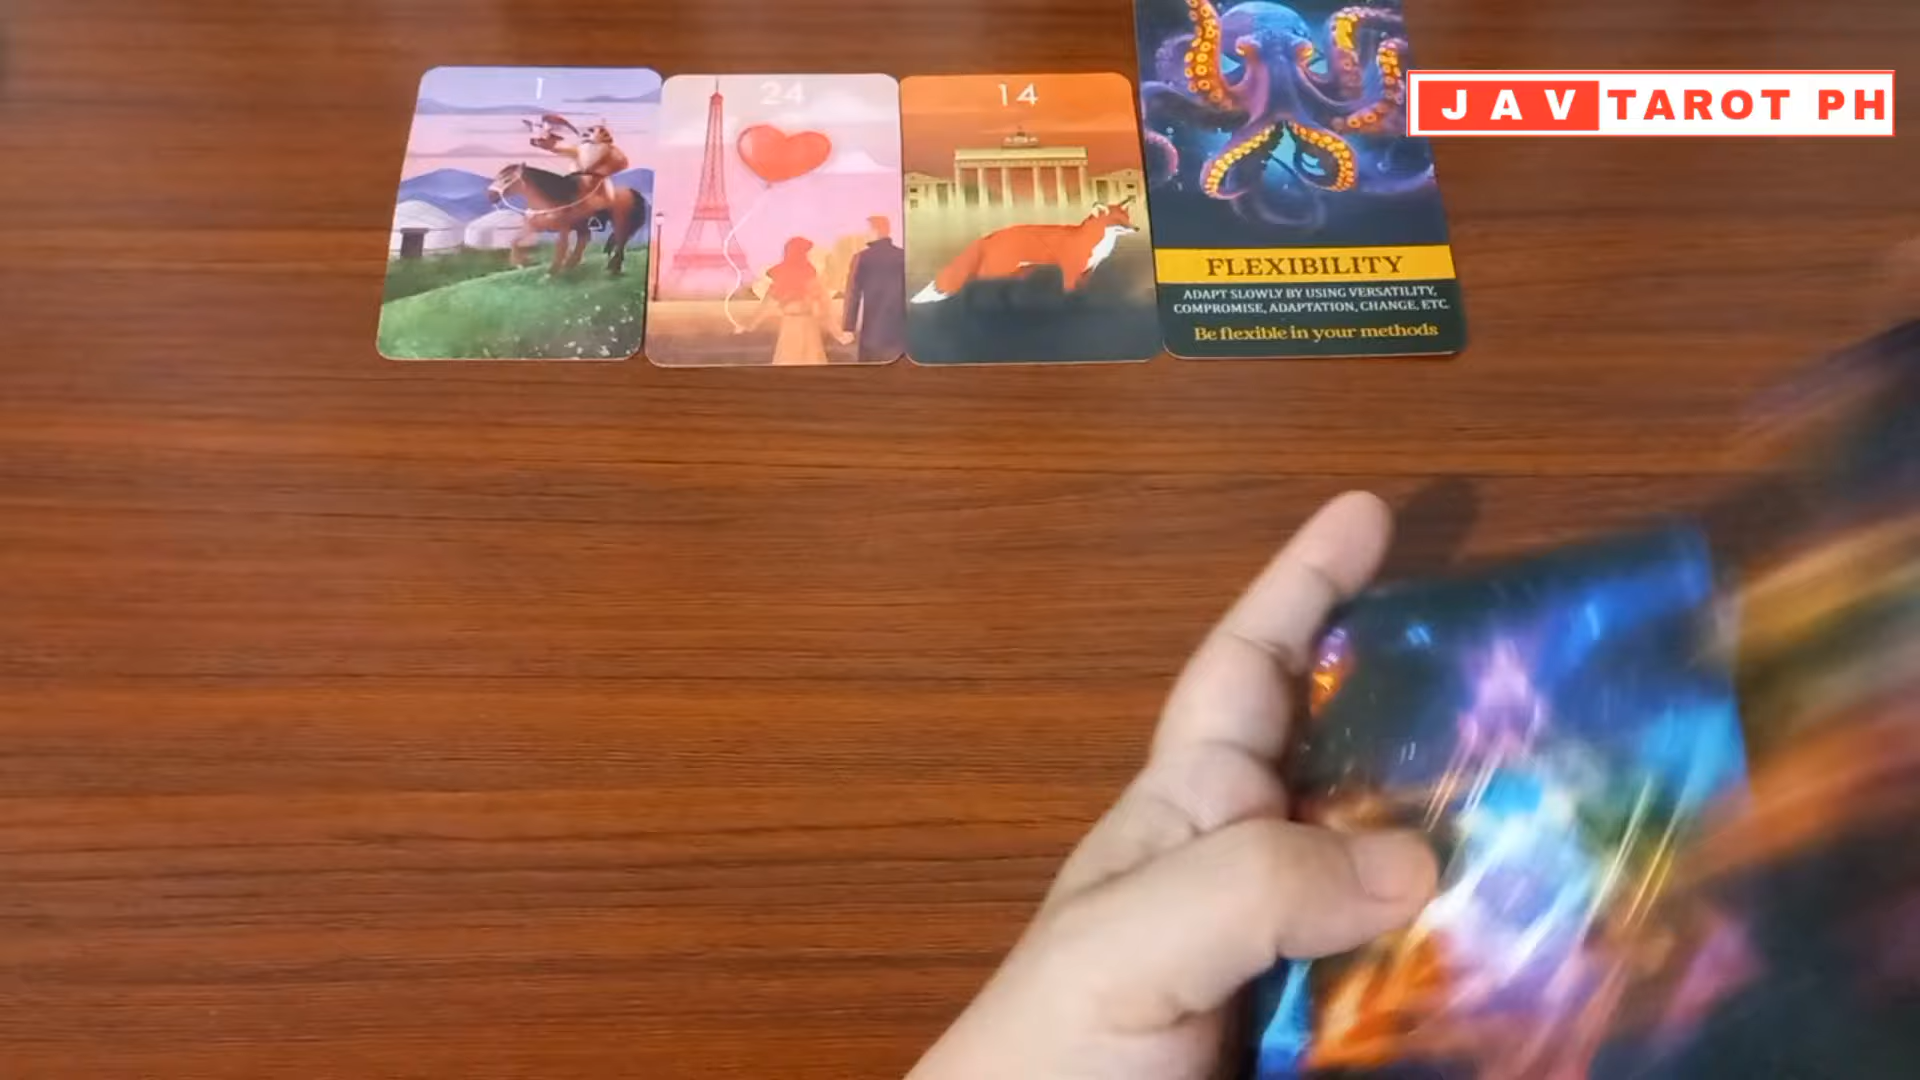 1
24
14
JAV TAROT PH
FLEXIBILITY
ADAPT SLOWLY BY USING VERSATILITY,
COMPROMISE, ADAPTATION, CHANGE, ETC.
Be flexible in your methods